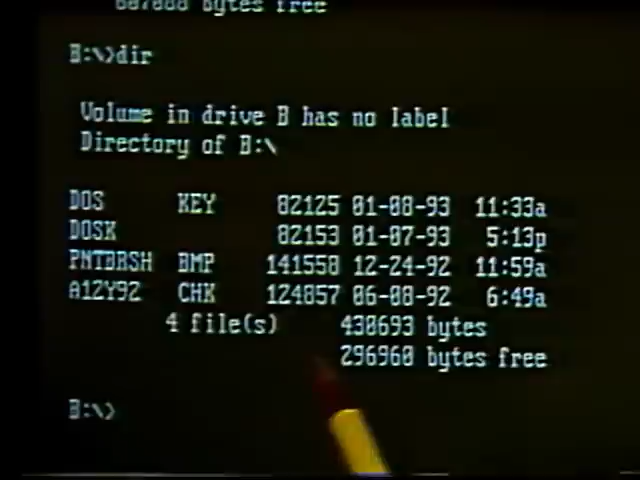 bytes free
B:\>dir
Volume in drive B has no label
Directory of B:\
DOS KEY 82125 01-08-93 11:33a
DOSK 82153 01-07-93 5:13p
PNTBRSH BMP 141558 12-24-92 11:59a
A12Y92 CHK 124857 06-08-92 6:49a
4 file(s) 430693 bytes
296960 bytes free
B:\>